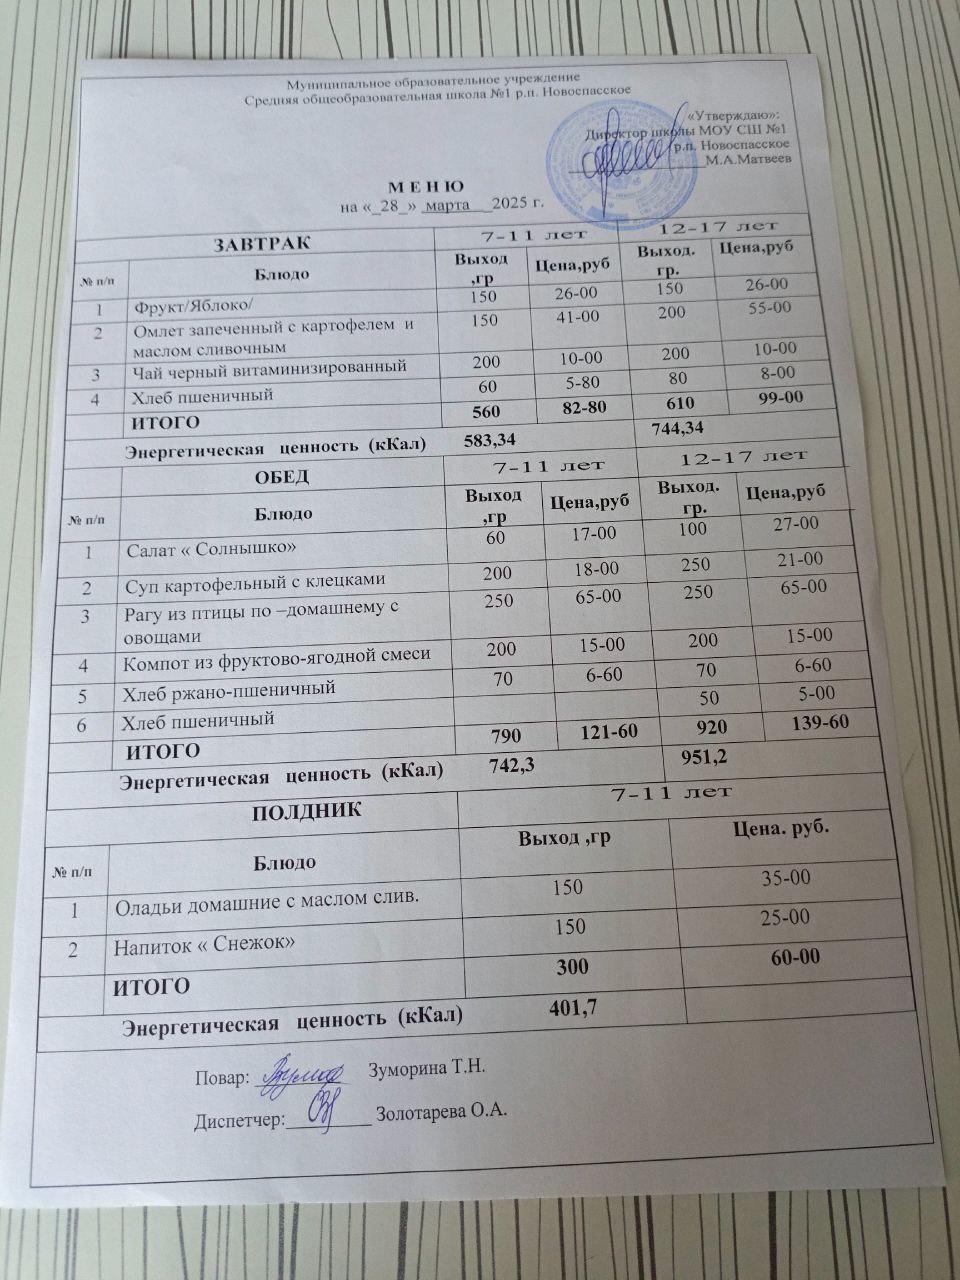 Муниципальное образовательное учреждение
Средняя общеобразовательная школа №1 р.п. Новоспасское
«Утверждаю»:
Директор школы МОУ СШ №1
р.п. Новоспасское
М.А.Матвеев
М Е Н Ю
на «_28_» марта 2025 г.
ЗАВТРАК 7-11 лет 12-17 лет
№ п/п Блюдо Выход ,гр Цена,руб Выход. гр. Цена,руб
1 Фрукт/Яблоко/ 150 26-00 150 26-00
2 Омлет запеченный с картофелем и 150 41-00 200 55-00
маслом сливочным
3 Чай черный витаминизированный 200 10-00 200 10-00
4 Хлеб пшеничный 60 5-80 80 8-00
ИТОГО 560 82-80 610 99-00
Энергетическая ценность (кКал) 583,34 744,34
ОБЕД 7-11 лет 12-17 лет
№ п/п Блюдо Выход ,гр Цена,руб Выход. гр. Цена,руб
1 Салат « Солнышко» 60 17-00 100 27-00
2 Суп картофельный с клецками 200 18-00 250 21-00
3 Рагу из птицы по –домашнему с 250 65-00 250 65-00
овощами
4 Компот из фруктово-ягодной смеси 200 15-00 200 15-00
5 Хлеб ржано-пшеничный 70 6-60 70 6-60
6 Хлеб пшеничный 50 5-00
ИТОГО 790 121-60 920 139-60
Энергетическая ценность (кКал) 742,3 951,2
ПОЛДНИК 7-11 лет
№ п/п Блюдо Выход ,гр Цена. руб.
1 Оладьи домашние с маслом слив. 150 35-00
2 Напиток « Снежок» 150 25-00
ИТОГО 300 60-00
Энергетическая ценность (кКал) 401,7
Повар: Зуморина Т.Н.
Диспетчер: Золотарева О.А.